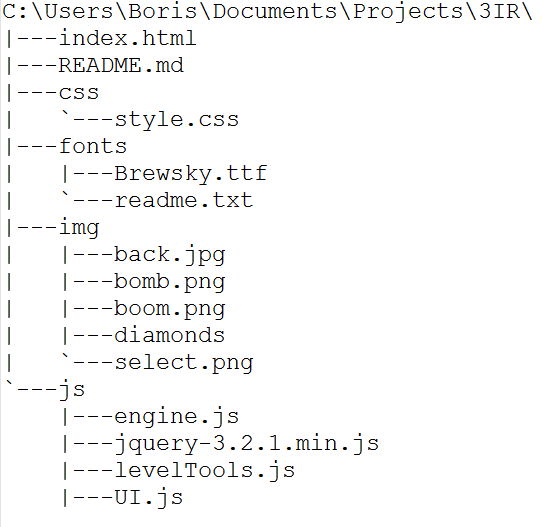 C:\Users\Boris\Documents\Projects\3IR\
|---index.html
|---README.md
|---css
|   `---style.css
|---fonts
|   |---Brewsky.ttf
|   `---readme.txt
|---img
|   |---back.jpg
|   |---bomb.png
|   |---boom.png
|   |---diamonds
|   `---select.png
`---js
    |---engine.js
    |---jquery-3.2.1.min.js
    |---levelTools.js
    |---UI.js